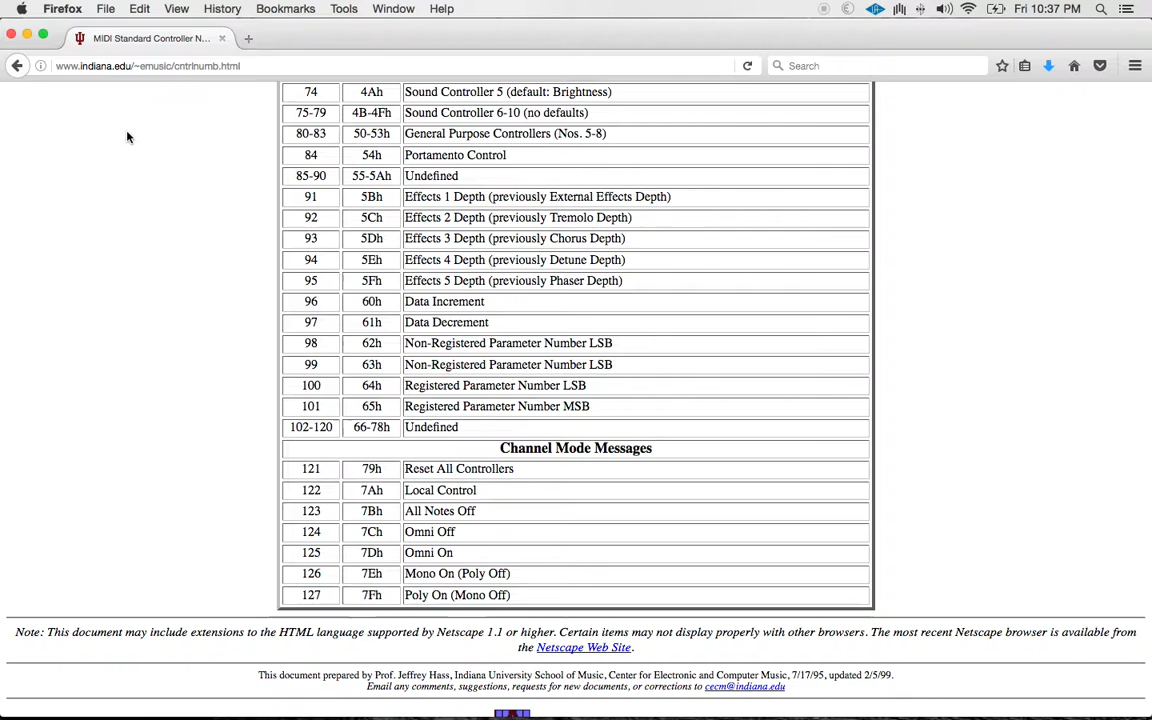 Firefox File Edit View History Bookmarks Tools Window Help Fri 10:37 PM
MIDI Standard Controller N...
www.indiana.edu/~emusic/cntrlnumb.html Search
74 4Ah Sound Controller 5 (default: Brightness)
75-79 4B-4Fh Sound Controller 6-10 (no defaults)
80-83 50-53h General Purpose Controllers (Nos. 5-8)
84 54h Portamento Control
85-90 55-5Ah Undefined
91 5Bh Effects 1 Depth (previously External Effects Depth)
92 5Ch Effects 2 Depth (previously Tremolo Depth)
93 5Dh Effects 3 Depth (previously Chorus Depth)
94 5Eh Effects 4 Depth (previously Detune Depth)
95 5Fh Effects 5 Depth (previously Phaser Depth)
96 60h Data Increment
97 61h Data Decrement
98 62h Non-Registered Parameter Number LSB
99 63h Non-Registered Parameter Number LSB
100 64h Registered Parameter Number LSB
101 65h Registered Parameter Number MSB
102-120 66-78h Undefined
Channel Mode Messages
121 79h Reset All Controllers
122 7Ah Local Control
123 7Bh All Notes Off
124 7Ch Omni Off
125 7Dh Omni On
126 7Eh Mono On (Poly Off)
127 7Fh Poly On (Mono Off)
Note: This document may include extensions to the HTML language supported by Netscape 1.1 or higher. Certain items may not display properly with other browsers. The most recent Netscape browser is available from
the Netscape Web Site.
This document prepared by Prof. Jeffrey Hass, Indiana University School of Music, Center for Electronic and Computer Music, 7/17/95, updated 2/5/99.
Email any comments, suggestions, requests for new documents, or corrections to cecm@indiana.edu